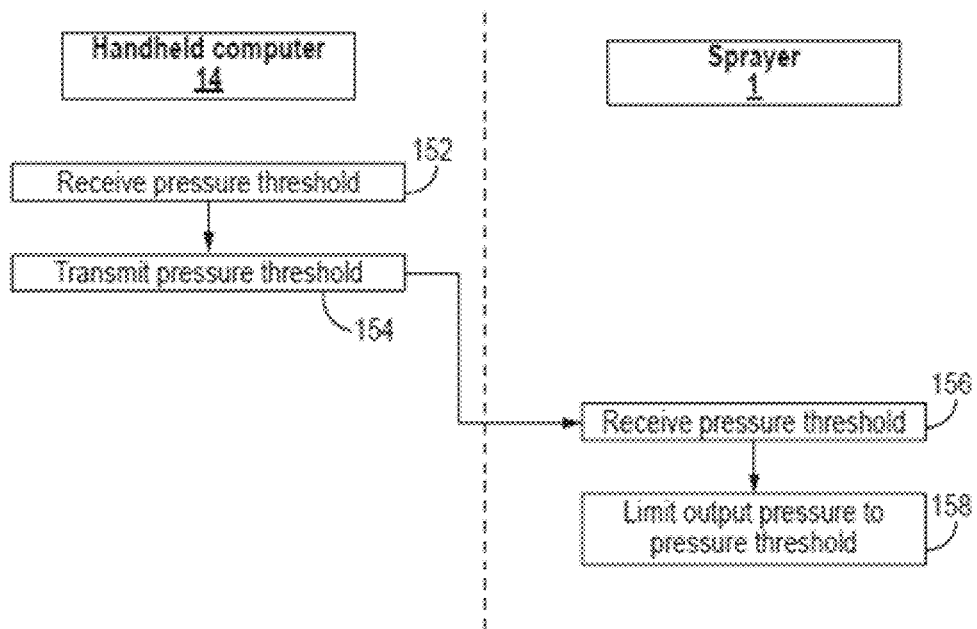 Handheld computer
14
Sprayer
1
152
Receive pressure threshold
Transmit pressure threshold
154
156
Receive pressure threshold
158
Limit output pressure to
pressure threshold